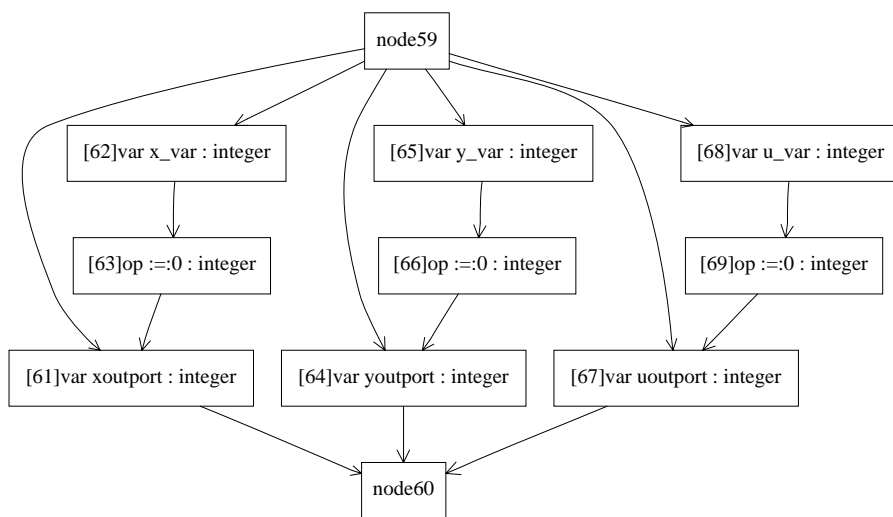 node59
[62]var x_var : integer
[65]var y_var : integer
[68]var u_var : integer
[63]op :=:0 : integer
[66]op :=:0 : integer
[69]op :=:0 : integer
[61]var xoutport : integer
[64]var youtport : integer
[67]var uoutport : integer
node60